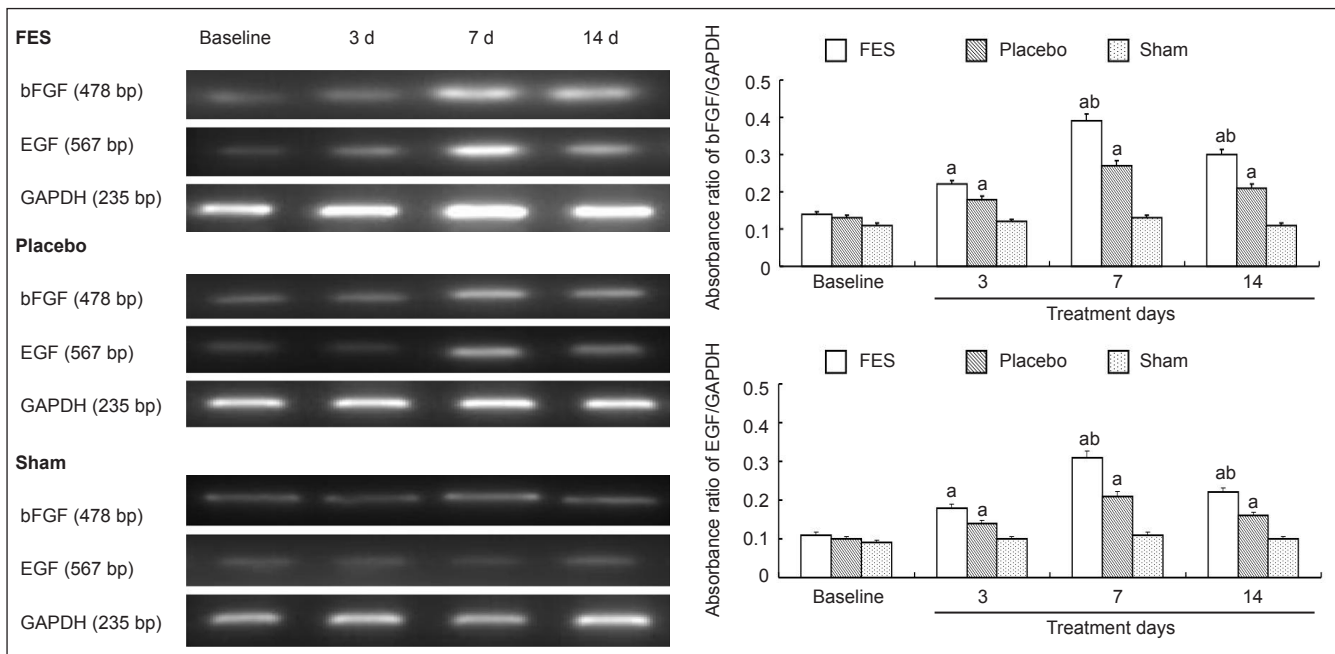 FES Baseline 3 d 7 d 14 d
bFGF (478 bp)
EGF (567 bp)
GAPDH (235 bp)
Placebo
bFGF (478 bp)
EGF (567 bp)
GAPDH (235 bp)
Sham
bFGF (478 bp)
EGF (567 bp)
GAPDH (235 bp)
FES Placebo Sham
Absorbance ratio of bFGF/GAPDH
0.5
0.4
0.3
0.2
0.1
0
a a ab a ab a
Baseline 3 7 14
Treatment days
FES Placebo Sham
Absorbance ratio of EGF/GAPDH
0.5
0.4
0.3
0.2
0.1
0
a a ab a ab a
Baseline 3 7 14
Treatment days